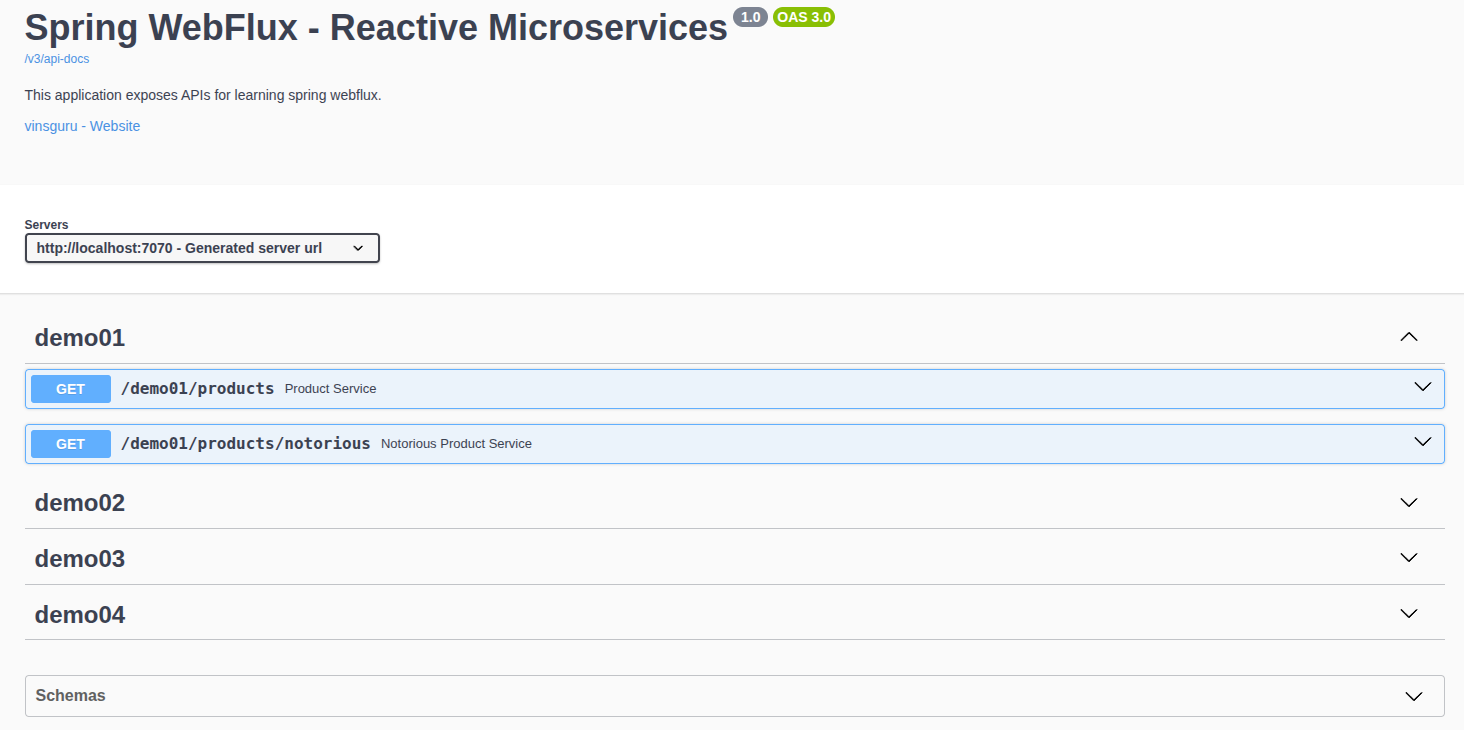 Spring WebFlux - Reactive Microservices 1.0 OAS 3.0
/v3/api-docs
This application exposes APIs for learning spring webflux.
vinsguru - Website
Servers
http://localhost:7070 - Generated server url
demo01
GET /demo01/products Product Service
GET /demo01/products/notorious Notorious Product Service
demo02
demo03
demo04
Schemas